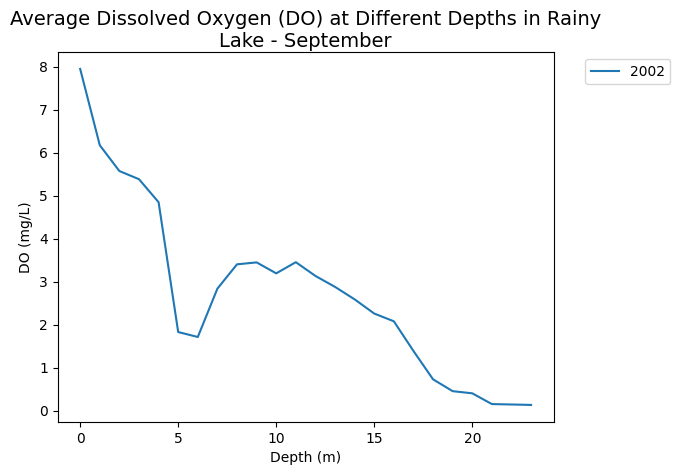 Average Dissolved Oxygen (DO) at Different Depths in Rainy
Lake - September
2002
8
7
6
5
4
3
2
1
0
DO (mg/L)
0 5 10 15 20
Depth (m)